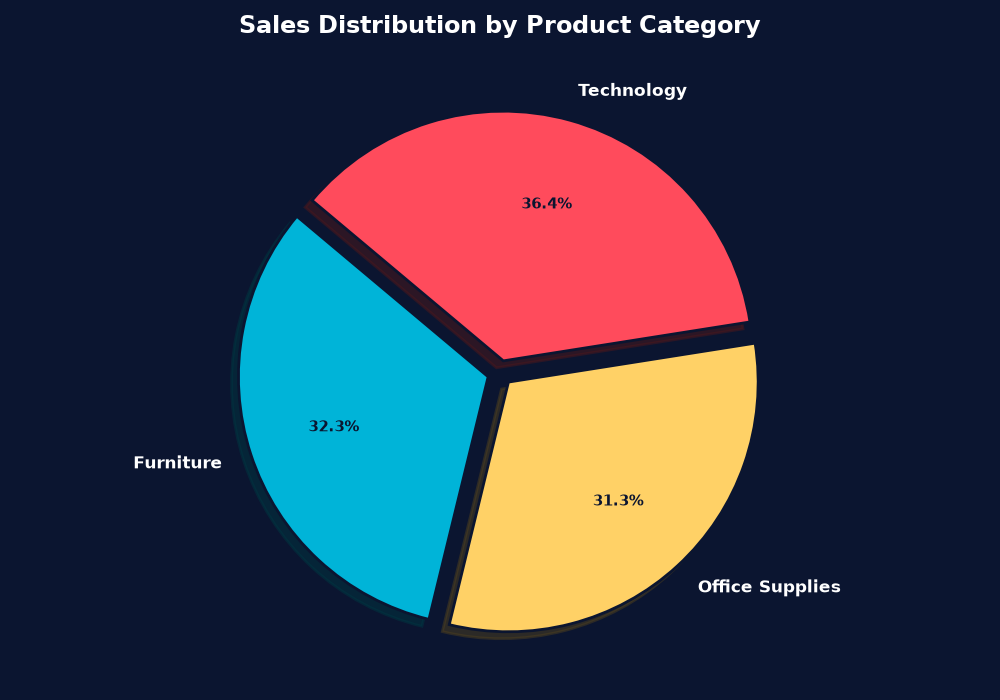 Sales Distribution by Product Category
Technology
36.4%
32.3%
Furniture
31.3%
Office Supplies